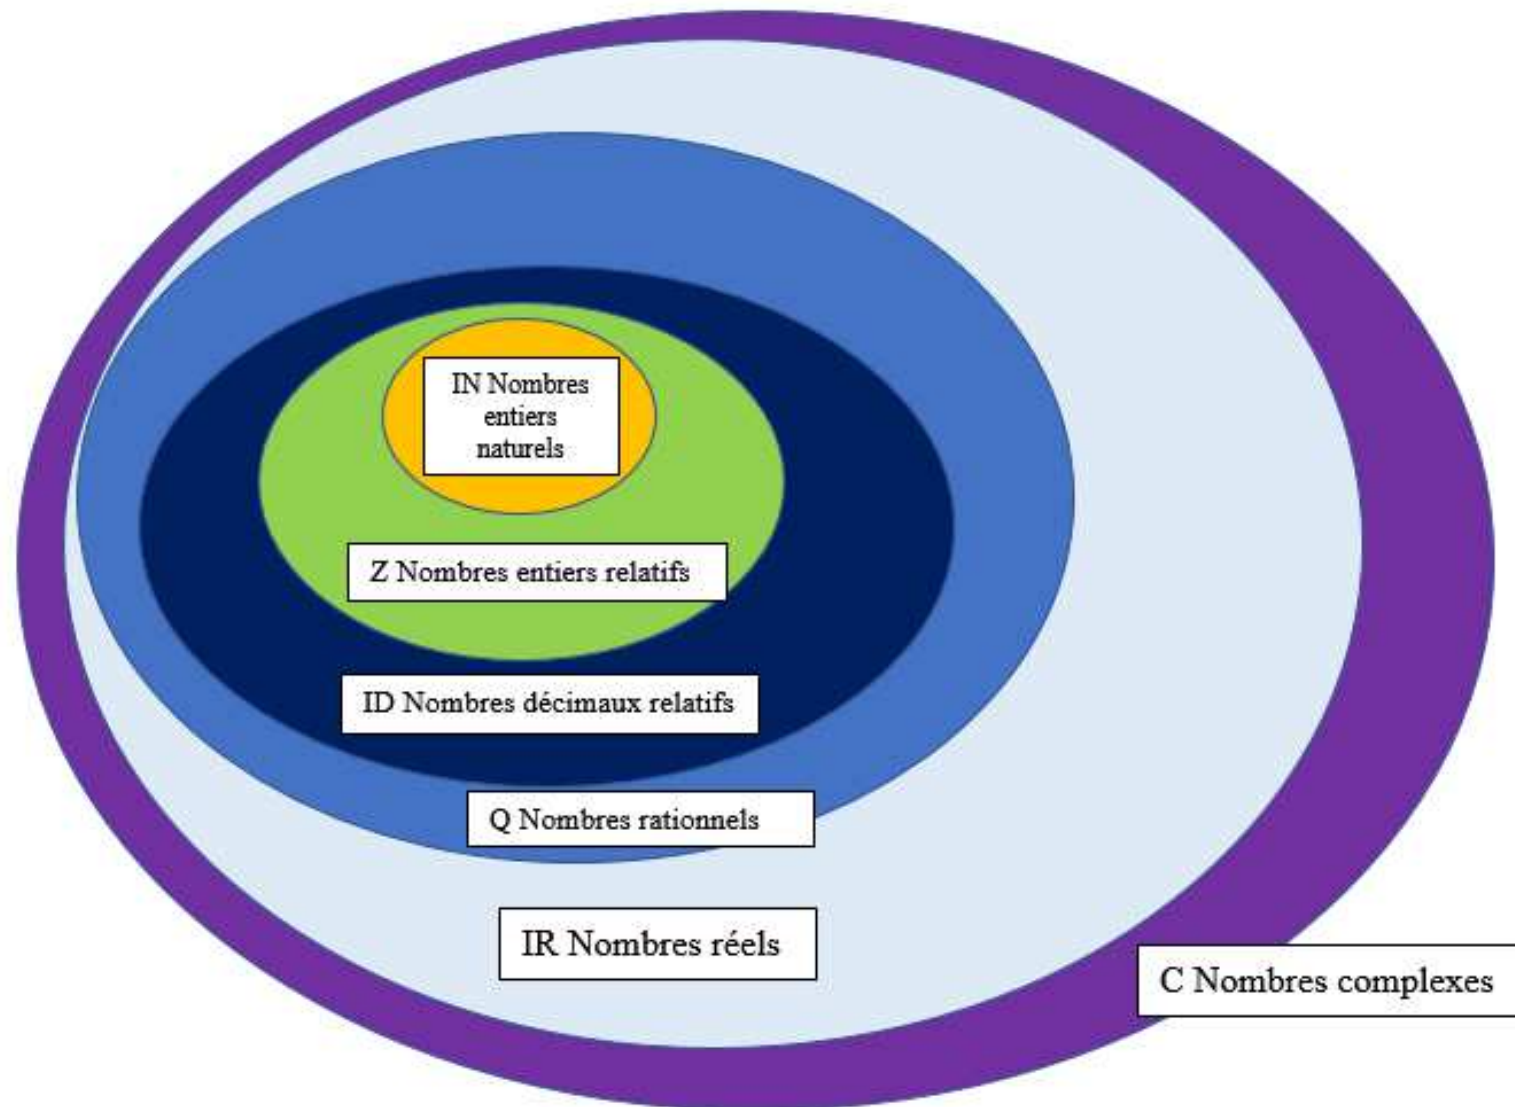 IN Nombres
entiers
naturels
Z Nombres entiers relatifs
ID Nombres décimaux relatifs
Q Nombres rationnels
IR Nombres réels
C Nombres complexes